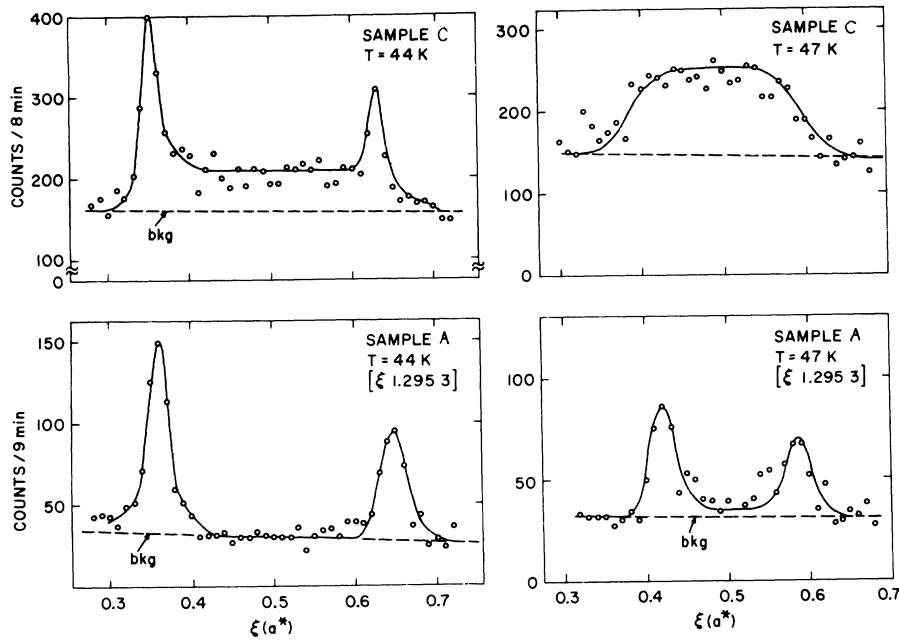 400
300
200
100
0
COUNTS / 8 min
SAMPLE C
T = 44 K
bkg
300
200
100
0
SAMPLE C
T = 47 K
150
100
50
COUNTS / 9 min
SAMPLE A
T = 44 K
[ξ 1.295 3]
bkg
0.3 0.4 0.5 0.6 0.7
ξ (a*)
100
50
0
SAMPLE A
T = 47 K
[ξ 1.295 3]
bkg
0.3 0.4 0.5 0.6 0.7
ξ (a*)